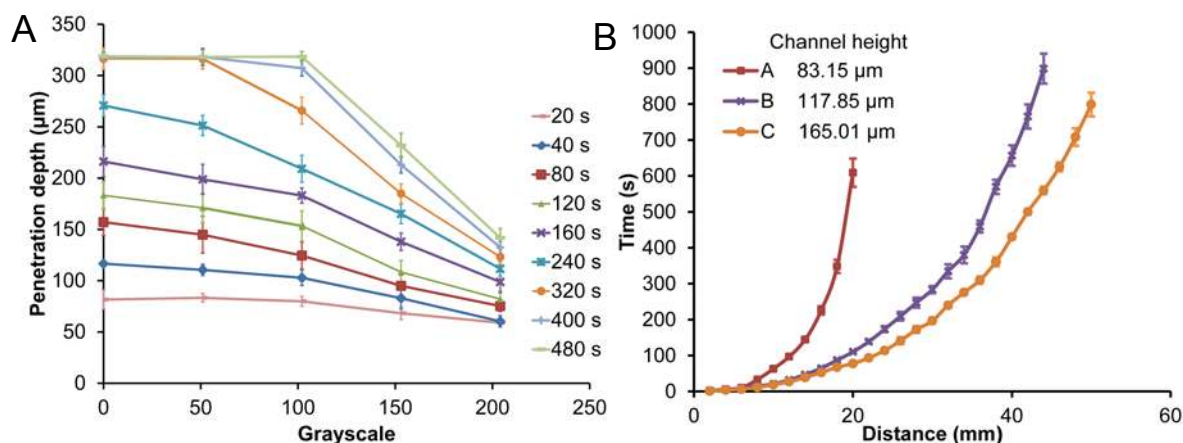 A
Penetration depth (µm)
350
300
250
200
150
100
50
0
0 50 100 150 200 250
Grayscale
20 s
40 s
80 s
120 s
160 s
240 s
320 s
400 s
480 s
B
Time (s)
1000
900
800
700
600
500
400
300
200
100
0
0 20 40 60
Distance (mm)
Channel height
A 83.15 µm
B 117.85 µm
C 165.01 µm